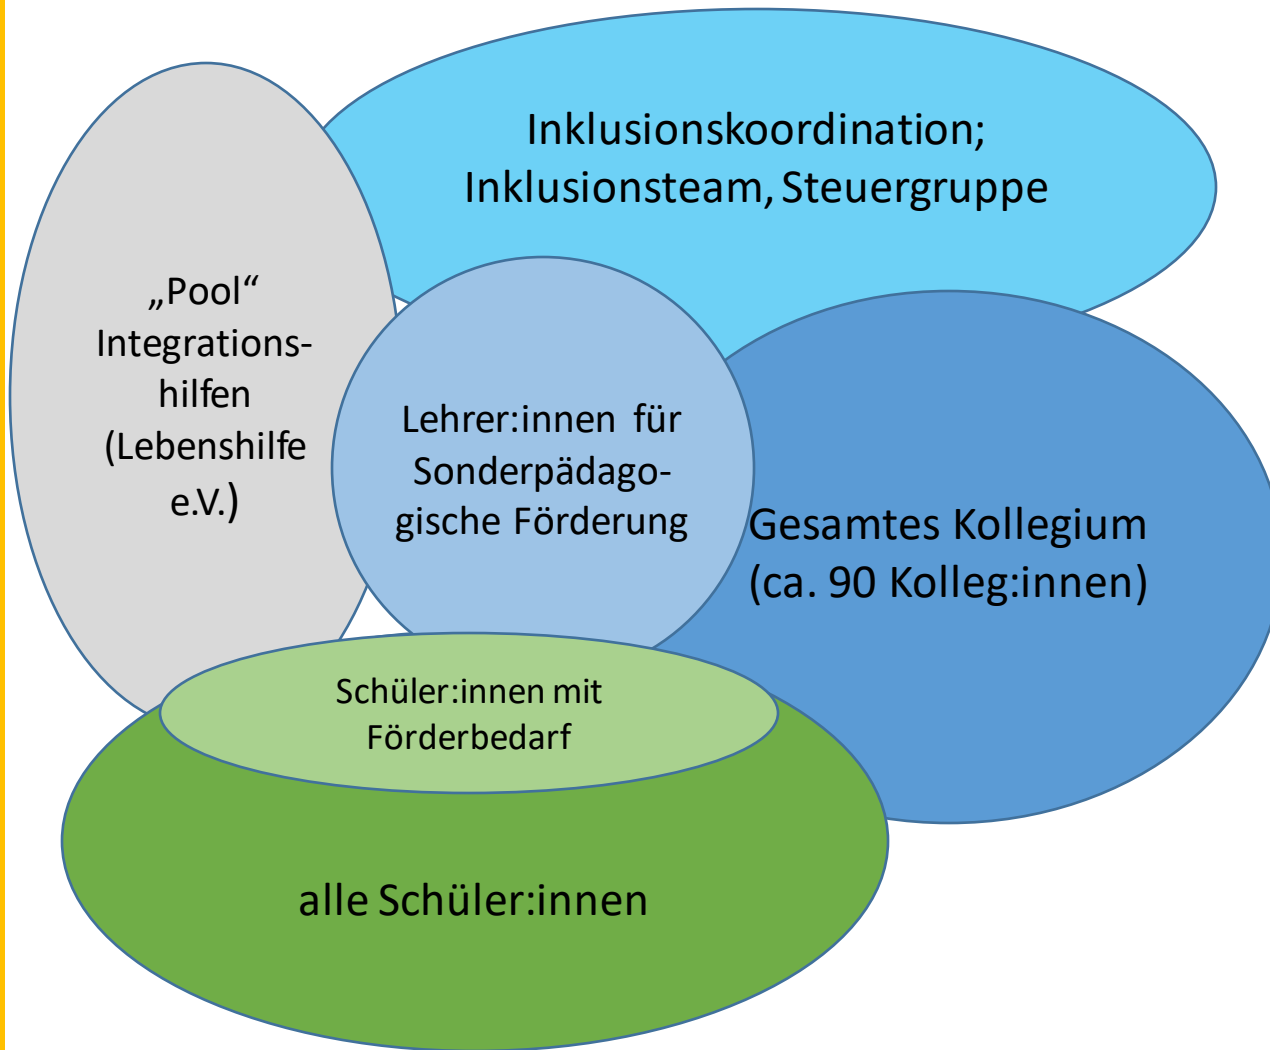 Inklusionskoordination;
Inklusionsteam, Steuergruppe
„Pool“
Integrations-
hilfen
(Lebenshilfe
e.V.)
Lehrer:innen für
Sonderpädago-
gische Förderung
Gesamtes Kollegium
(ca. 90 Kolleg:innen)
Schüler:innen mit
Förderbedarf
alle Schüler:innen